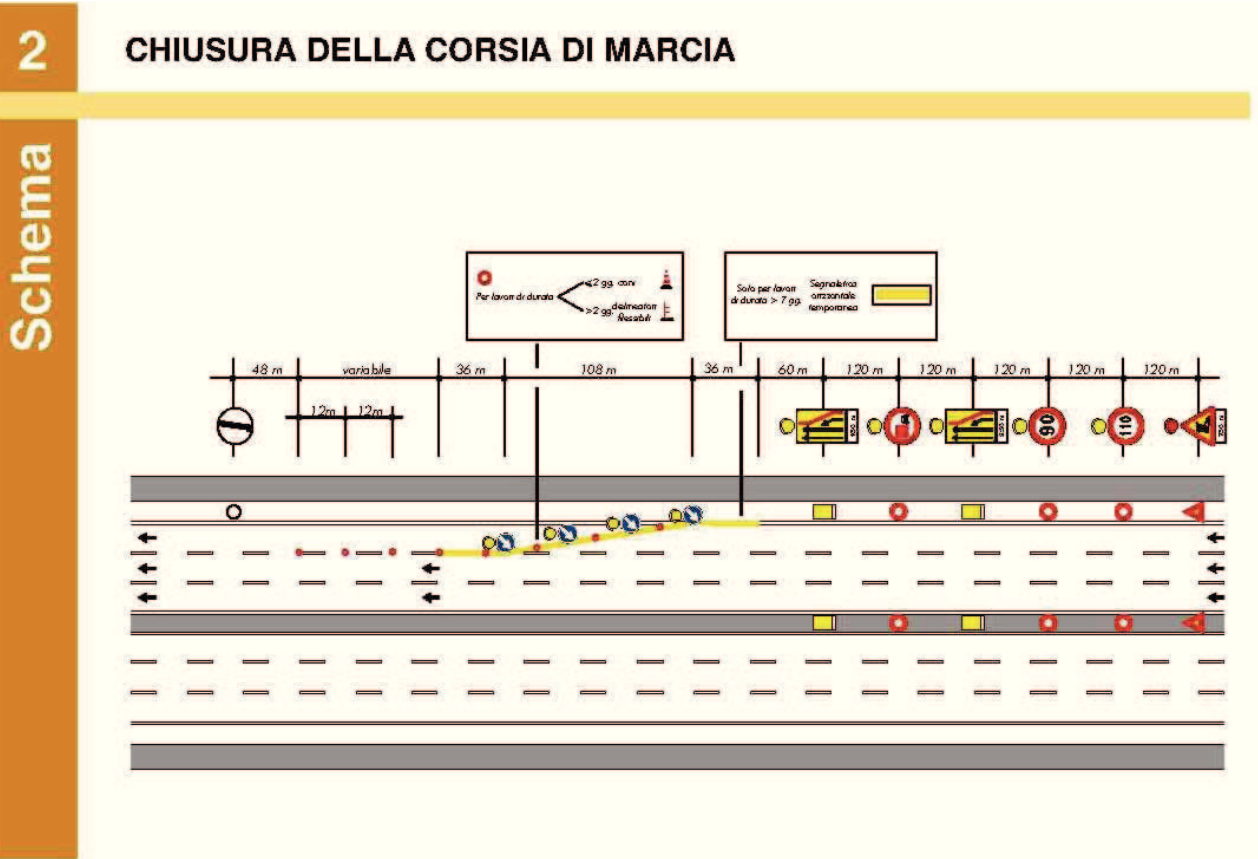 2
CHIUSURA DELLA CORSIA DI MARCIA
Schema
Per lavori di durata
⩽2 gg. coni
>2 gg. delineatori
flessibili
Solo per lavori
di durata > 7 gg.
Segnaletica
orizzontale
temporanea
48 m variabile 36 m 108 m 36 m 60 m 120 m 120 m 120 m 120 m 120 m
12m 12m
90
110